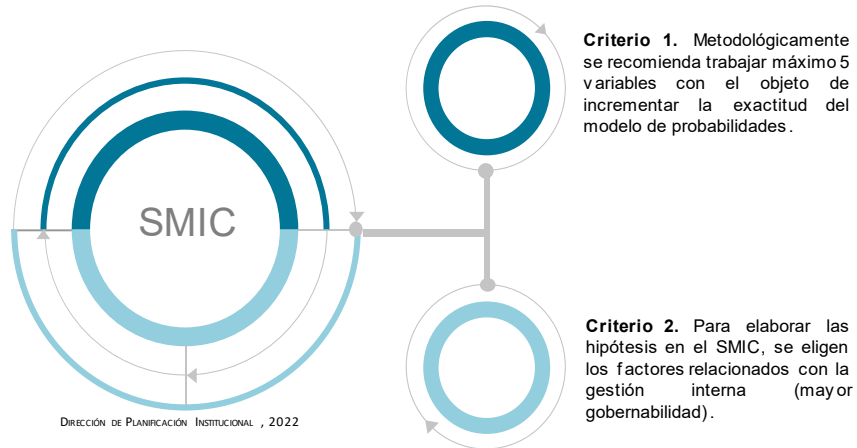 Criterio 1. Metodológicamente
se recomienda trabajar máximo 5
variables con el objeto de
incrementar la exactitud del
modelo de probabilidades.
SMIC
Criterio 2. Para elaborar las
hipótesis en el SMIC, se eligen
los factores relacionados con la
gestión interna (mayor
gobernabilidad).
DIRECCIÓN DE PLANIFICACIÓN INSTITUCIONAL , 2022